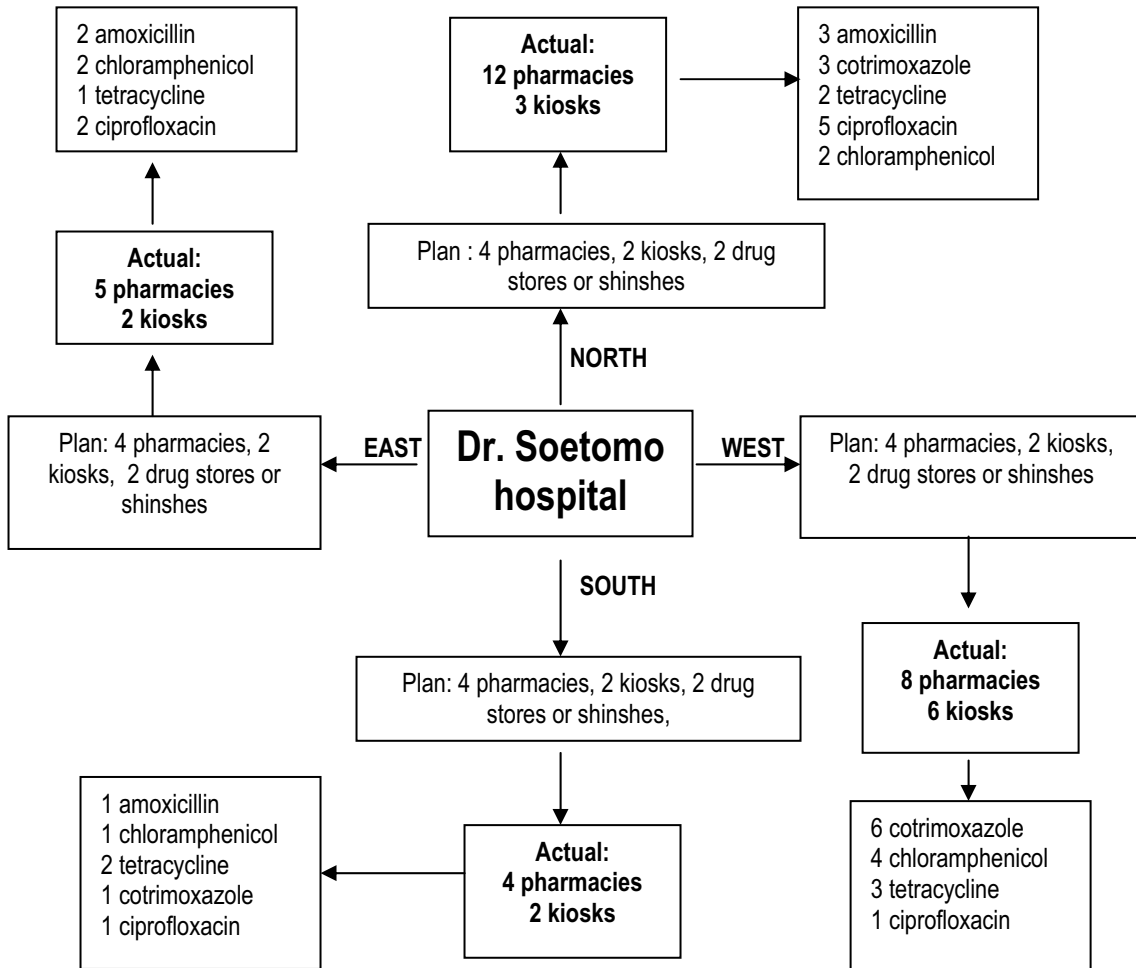 2 amoxicillin
2 chloramphenicol
1 tetracycline
2 ciprofloxacin
Actual:
12 pharmacies
3 kiosks
3 amoxicillin
3 cotrimoxazole
2 tetracycline
5 ciprofloxacin
2 chloramphenicol
Actual:
5 pharmacies
2 kiosks
Plan : 4 pharmacies, 2 kiosks, 2 drug
stores or shinshes
NORTH
Plan: 4 pharmacies, 2
kiosks, 2 drug stores or
shinshes
EAST
Dr. Soetomo
hospital
WEST
Plan: 4 pharmacies, 2 kiosks,
2 drug stores or shinshes
SOUTH
Plan: 4 pharmacies, 2 kiosks, 2 drug
stores or shinshes,
Actual:
8 pharmacies
6 kiosks
1 amoxicillin
1 chloramphenicol
2 tetracycline
1 cotrimoxazole
1 ciprofloxacin
Actual:
4 pharmacies
2 kiosks
6 cotrimoxazole
4 chloramphenicol
3 tetracycline
1 ciprofloxacin